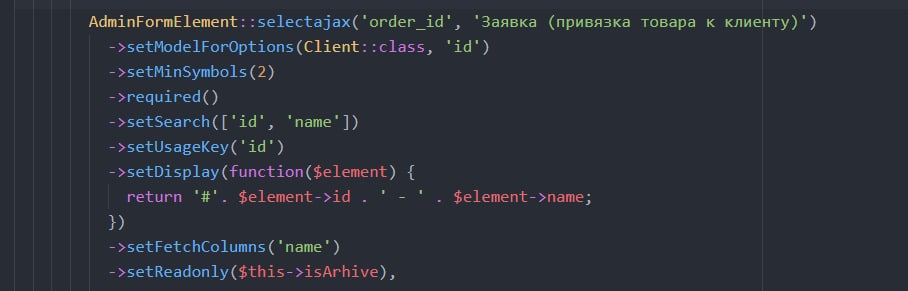 AdminFormElement::selectajax('order_id', 'Заявка (привязка товара к клиенту)')
->setModelForOptions(Client::class, 'id')
->setMinSymbols(2)
->required()
->setSearch(['id', 'name'])
->setUsageKey('id')
->setDisplay(function($element) {
return '#'. $element->id . ' - ' . $element->name;
})
->setFetchColumns('name')
->setReadonly($this->isArhive),